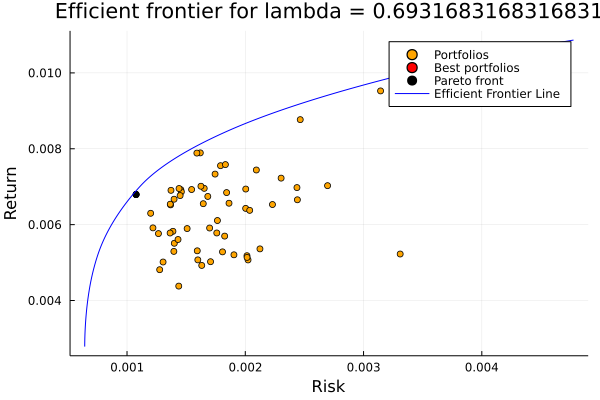 Efficient frontier for lambda = 0.6931683168316831
Portfolios
Best portfolios
Pareto front
Efficient Frontier Line
Return
0.010
0.008
0.006
0.004
0.001 0.002 0.003 0.004
Risk